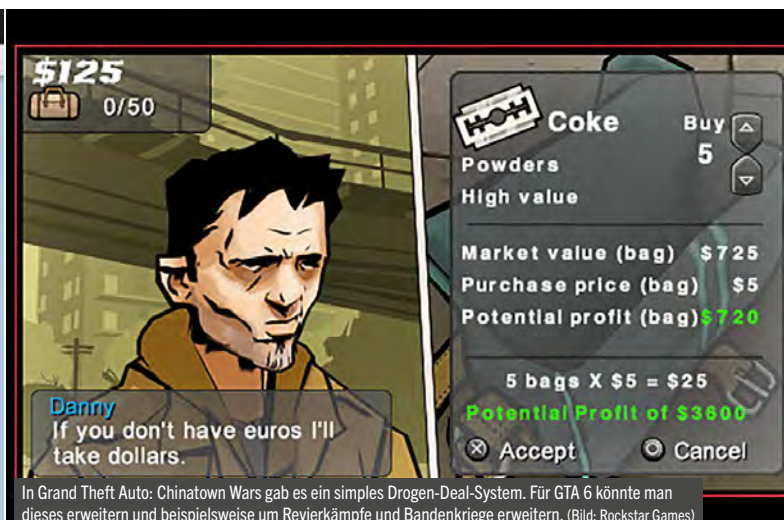 $125
0/50
Danny
If you don't have euros I'll
take dollars.
Coke
Buy
5
Powders
High value
Market value (bag) $725
Purchase price (bag) $5
Potential profit (bag) $720
5 bags X $5 = $25
Potential Profit of $3600
Accept
Cancel
In Grand Theft Auto: Chinatown Wars gab es ein simples Drogen-Deal-System. Für GTA 6 könnte man
dieses erweitern und beispielsweise um Revierkämpfe und Bandenkriege erweitern. (Bild: Rockstar Games)